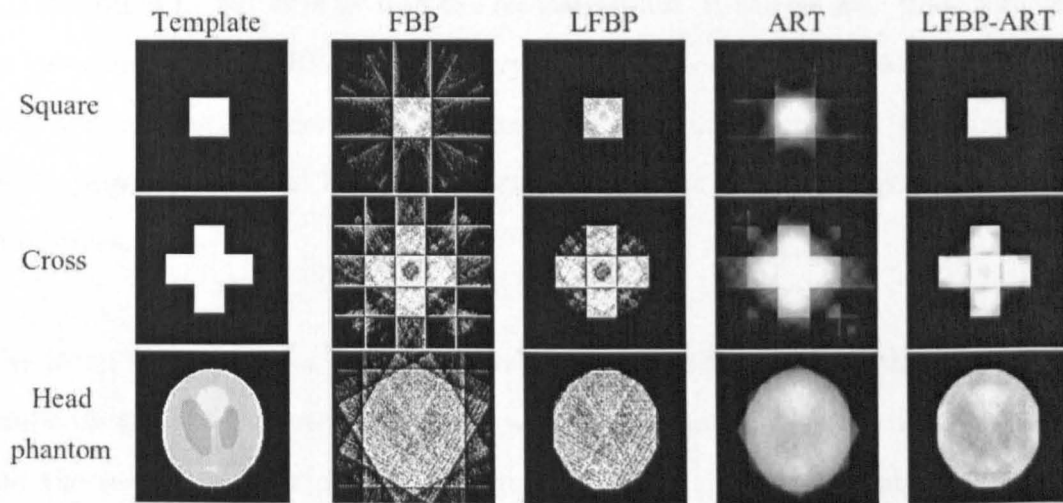 Template FBP LFBP ART LFBP-ART
Square
Cross
Head
phantom